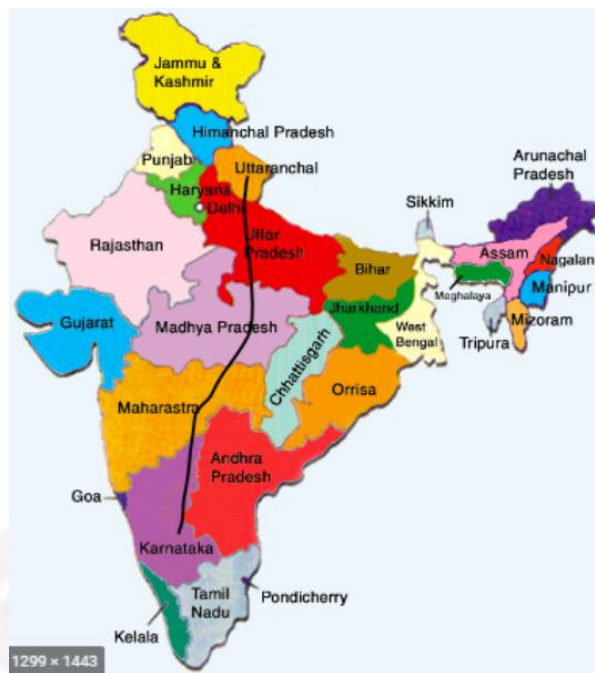 Jammu &
Kashmir
Himanchal Pradesh
Punjab
Uttaranchal
Haryana
Delhi
Arunachal
Pradesh
Sikkim
Rajasthan
Uttar
Pradesh
Assam
Nagalan
Bihar
Meghalaya
Manipur
Gujarat
Madhya Pradesh
Jharkhand
West
Bengal
Mizoram
Tripura
Chhattisgarh
Maharastra
Orrisa
Andhra
Pradesh
Goa
Karnataka
Tamil
Nadu
Pondicherry
Kelala
1299 × 1443